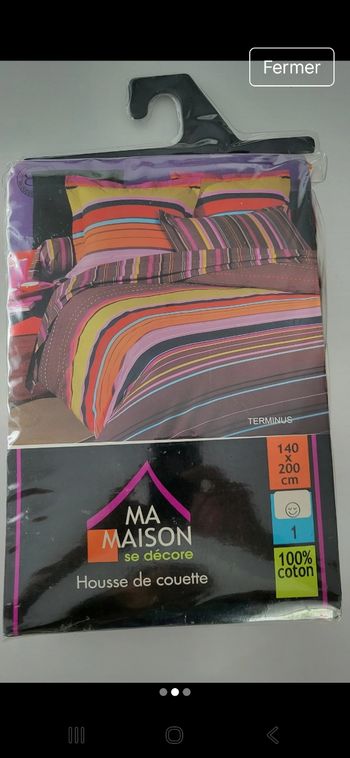 Fermer
TERMINUS
140
x
200
cm
1
100%
coton
MA
MAISON
se décore
Housse de couette